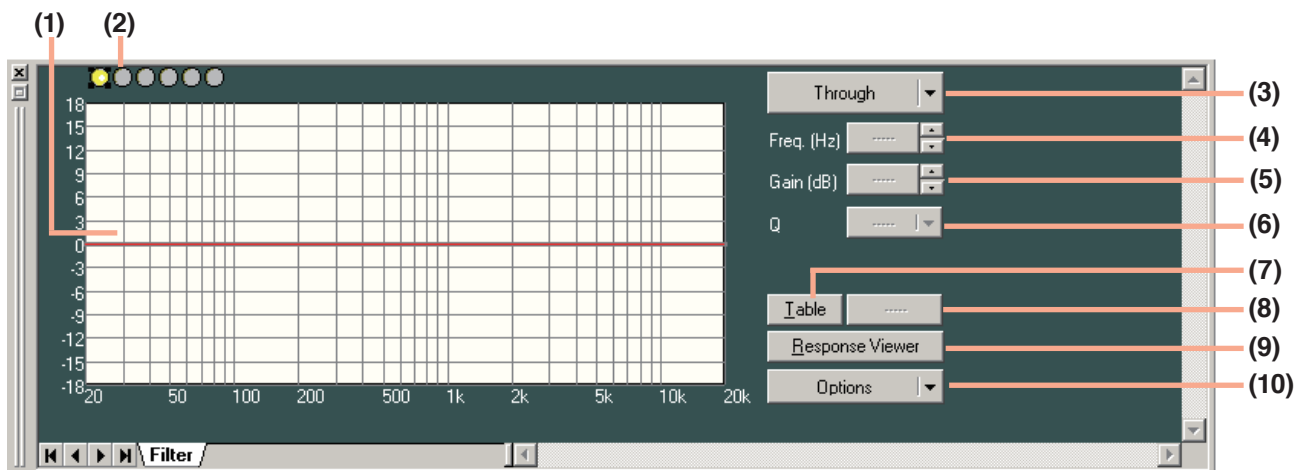 (1) (2)
18
15
12
9
6
3
0
-3
-6
-9
-12
-15
-18
20 50 100 200 500 1k 2k 5k 10k 20k
Through (3)
Freq. (Hz) ----- (4)
Gain (dB) ----- (5)
Q ----- (6)
(7)
Table ----- (8)
Response Viewer (9)
Options (10)
Filter